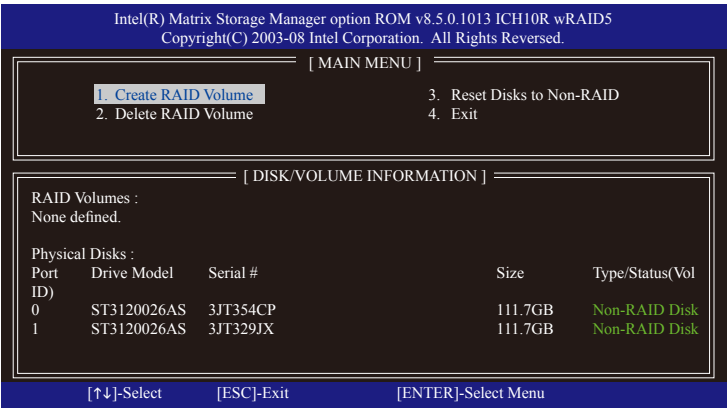 Intel(R) Matrix Storage Manager option ROM v8.5.0.1013 ICH10R wRAID5
Copyright(C) 2003-08 Intel Corporation.  All Rights Reversed.
[ MAIN MENU ]
1.  Create RAID Volume
2.  Delete RAID Volume
3.  Reset Disks to Non-RAID
4.  Exit
[ DISK/VOLUME INFORMATION ]
RAID Volumes :
None defined.
Physical Disks :
Port Drive Model Serial # Size Type/Status(Vol
ID)
0 ST3120026AS 3JT354CP 111.7GB Non-RAID Disk
1 ST3120026AS 3JT329JX 111.7GB Non-RAID Disk
[↑↓]-Select [ESC]-Exit [ENTER]-Select Menu